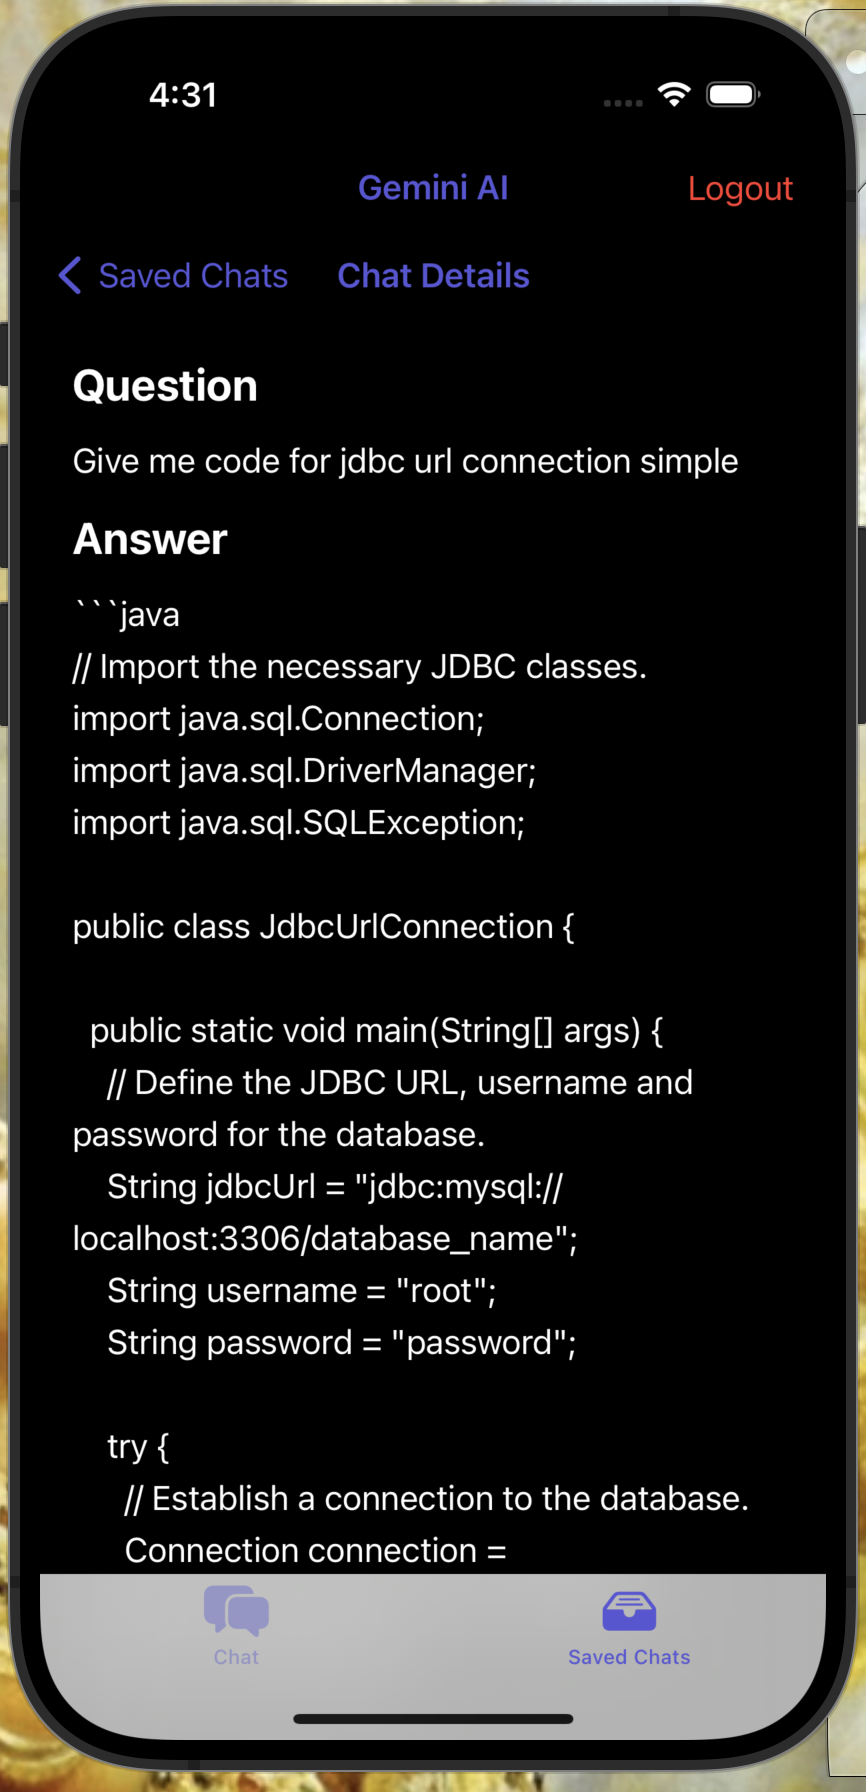 4:31
Gemini AI
Logout
Saved Chats
Chat Details
Question
Give me code for jdbc url connection simple
Answer
```java
// Import the necessary JDBC classes.
import java.sql.Connection;
import java.sql.DriverManager;
import java.sql.SQLException;
public class JdbcUrlConnection {
public static void main(String[] args) {
// Define the JDBC URL, username and
password for the database.
String jdbcUrl = "jdbc:mysql://
localhost:3306/database_name";
String username = "root";
String password = "password";
try {
// Establish a connection to the database.
Connection connection =
Chat
Saved Chats